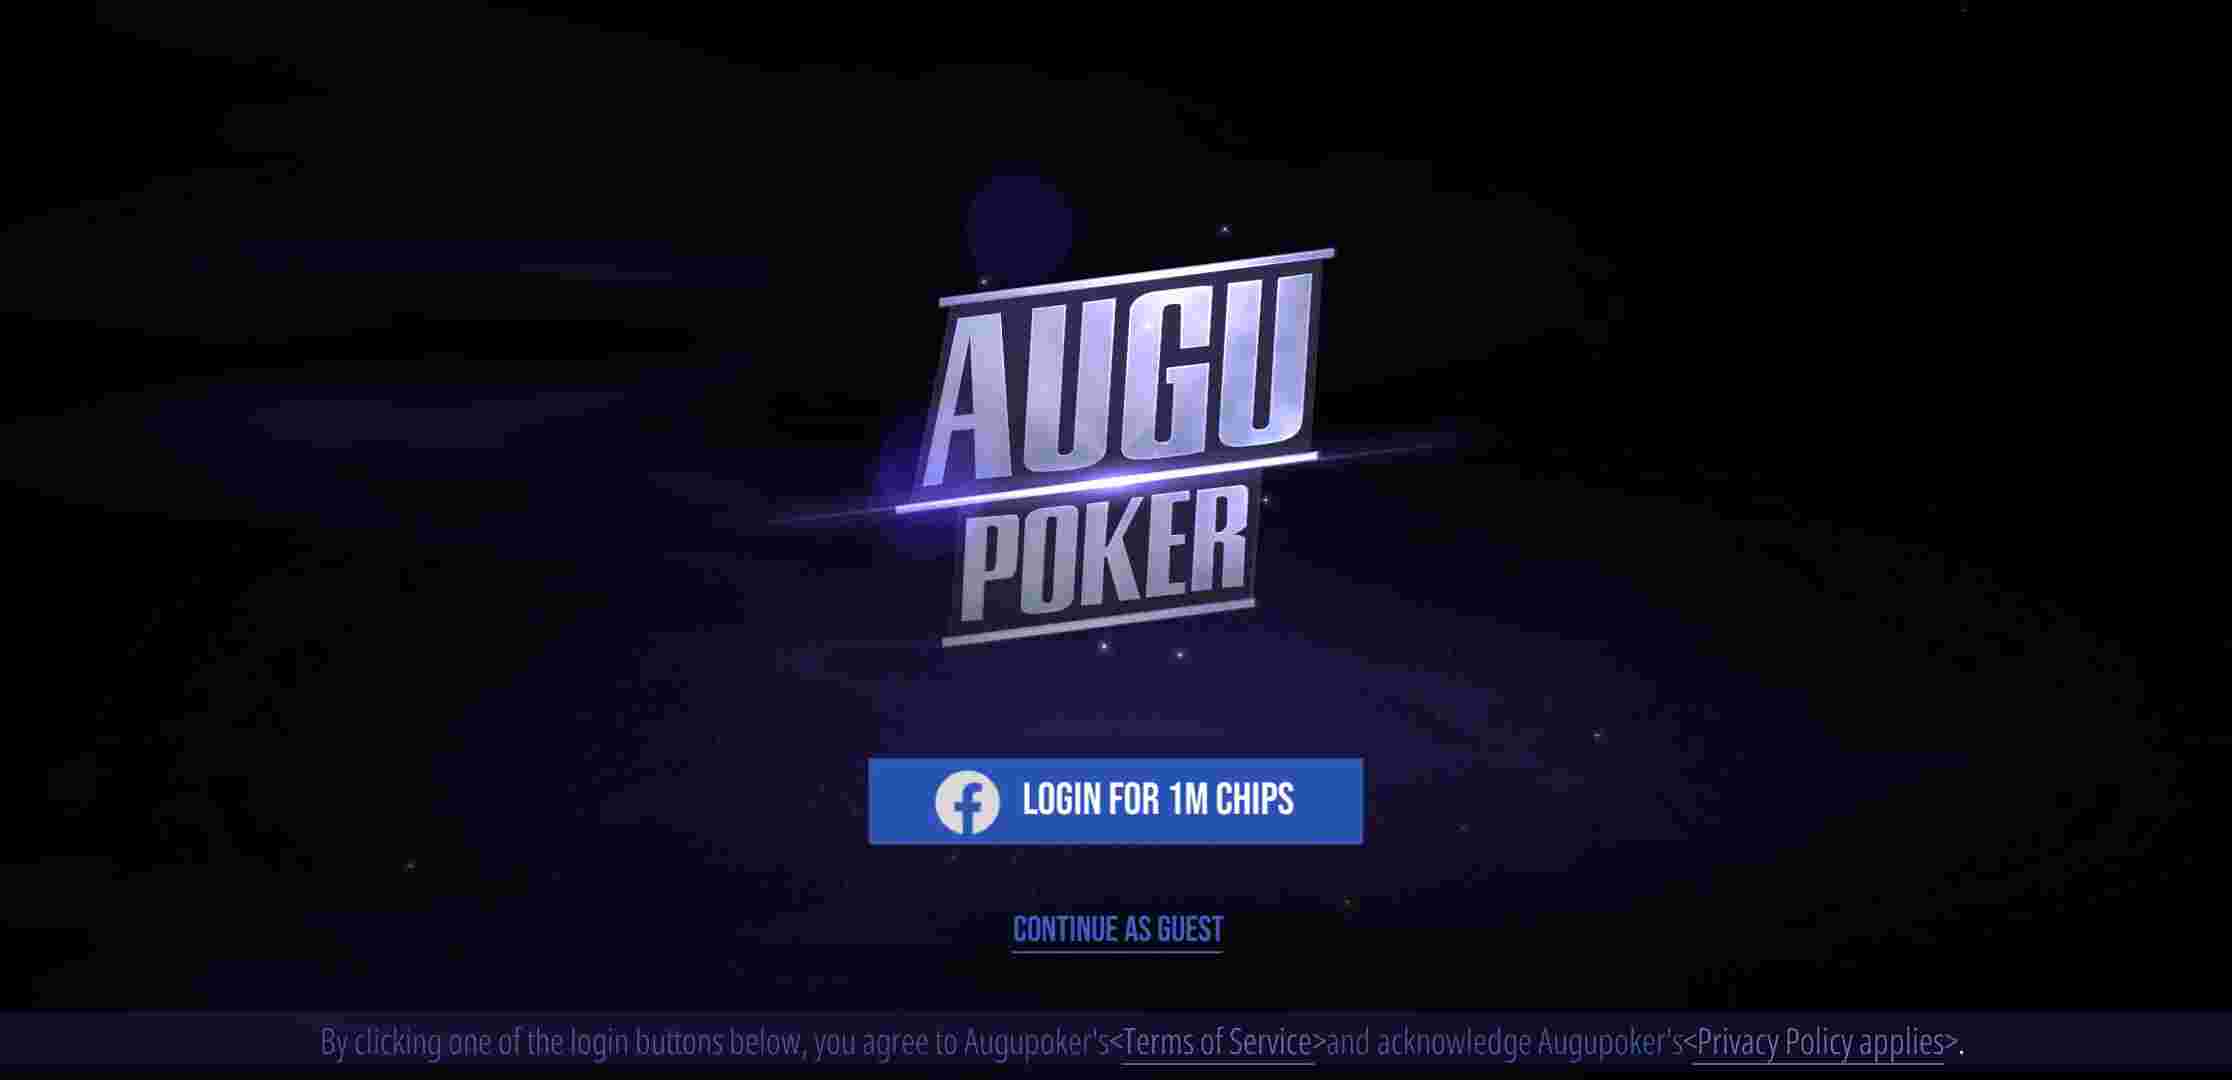 AUGU
POKER
LOGIN FOR 1M CHIPS
CONTINUE AS GUEST
By clicking one of the login buttons below, you agree to Augupoker's<Terms of Service>and acknowledge Augupoker's<Privacy Policy applies>.